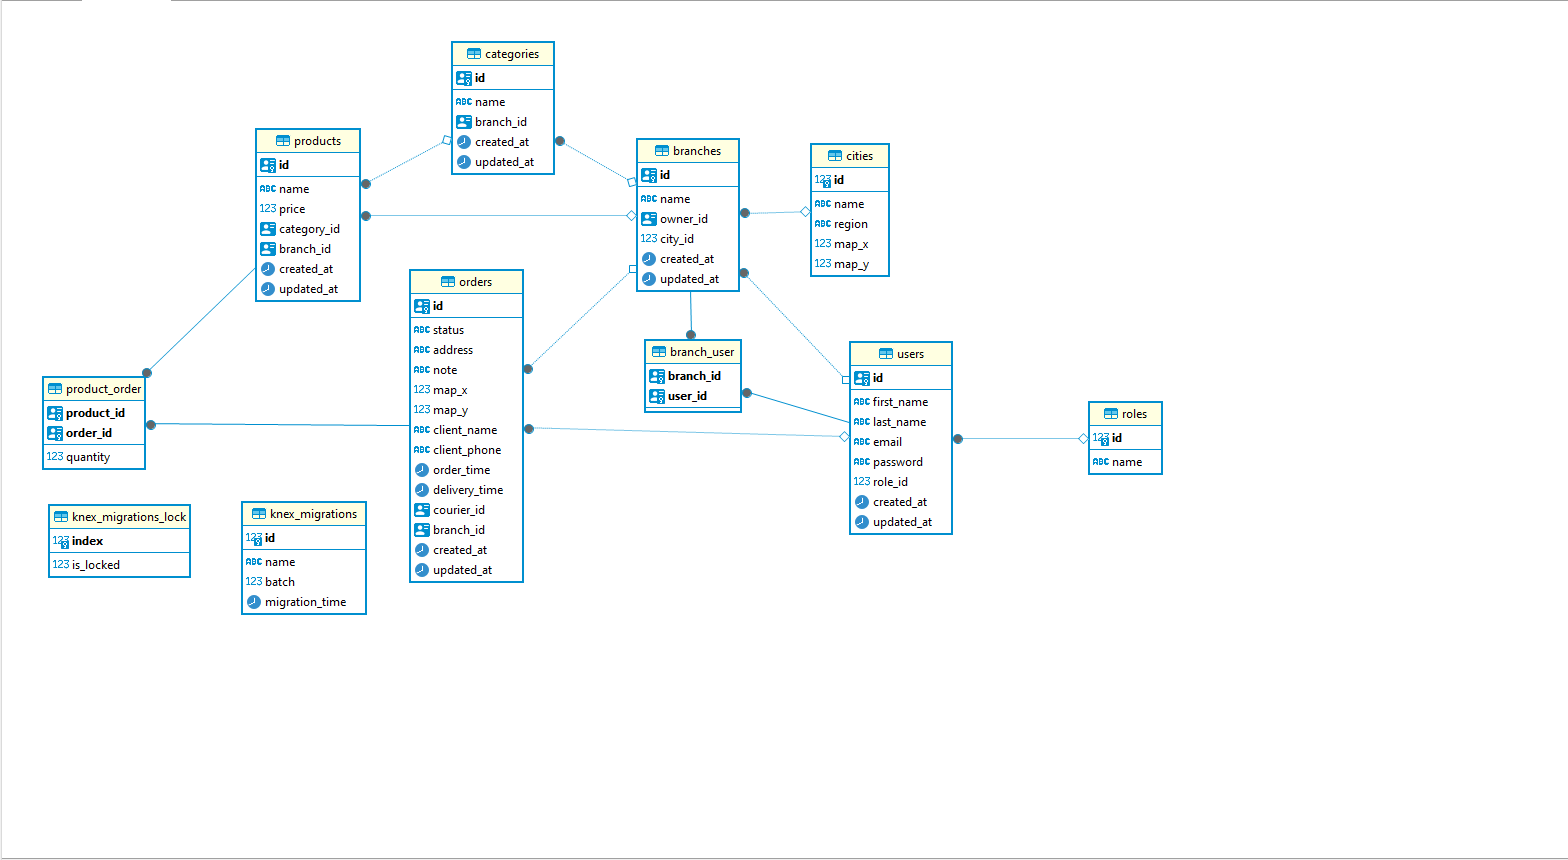 categories
id
ABC name
branch_id
created_at
updated_at
products
id
ABC name
123 price
category_id
branch_id
created_at
updated_at
branches
id
ABC name
owner_id
123 city_id
created_at
updated_at
cities
123 id
ABC name
ABC region
123 map_x
123 map_y
orders
id
ABC status
ABC address
ABC note
123 map_x
123 map_y
ABC client_name
ABC client_phone
order_time
delivery_time
courier_id
branch_id
created_at
updated_at
branch_user
branch_id
user_id
users
id
ABC first_name
ABC last_name
ABC email
ABC password
123 role_id
created_at
updated_at
roles
123 id
ABC name
product_order
product_id
order_id
123 quantity
knex_migrations_lock
123 index
123 is_locked
knex_migrations
123 id
ABC name
123 batch
migration_time